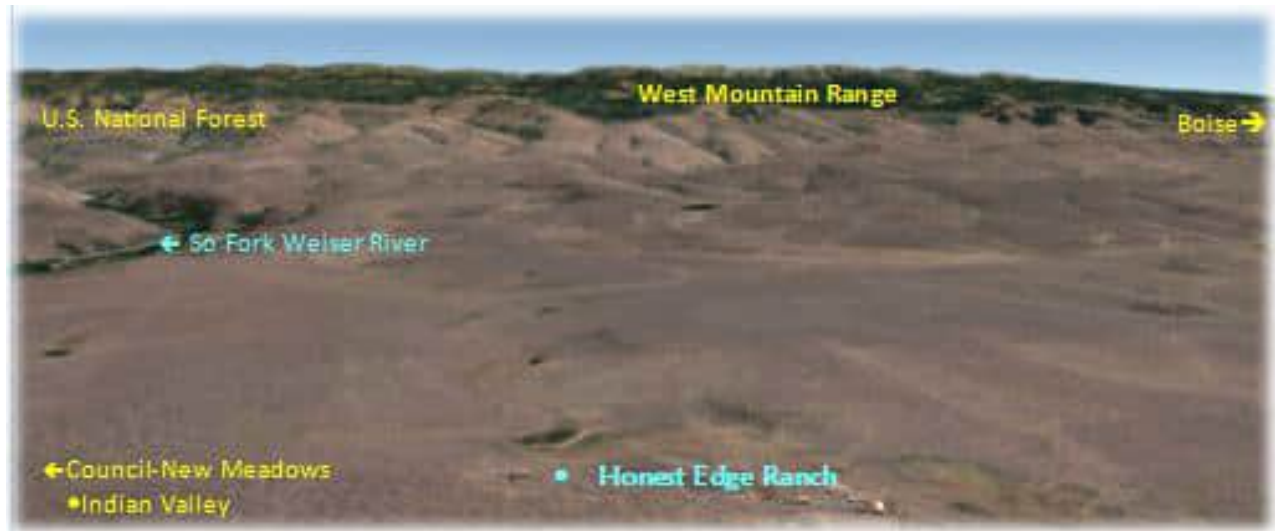 West Mountain Range
U.S. National Forest
Boise →
← So Fork Weiser River
← Council-New Meadows
• Honest Edge Ranch
• Indian Valley